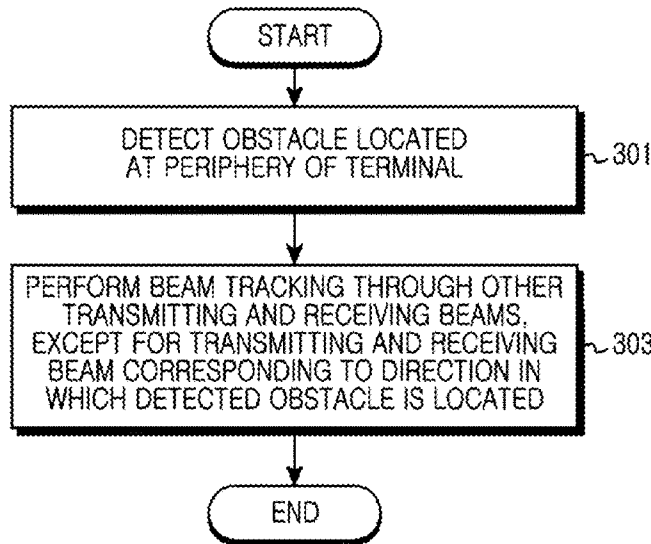 START
DETECT OBSTACLE LOCATED
AT PERIPHERY OF TERMINAL
301
PERFORM BEAM TRACKING THROUGH OTHER
TRANSMITTING AND RECEIVING BEAMS,
EXCEPT FOR TRANSMITTING AND RECEIVING
BEAM CORRESPONDING TO DIRECTION IN
WHICH DETECTED OBSTACLE IS LOCATED
303
END